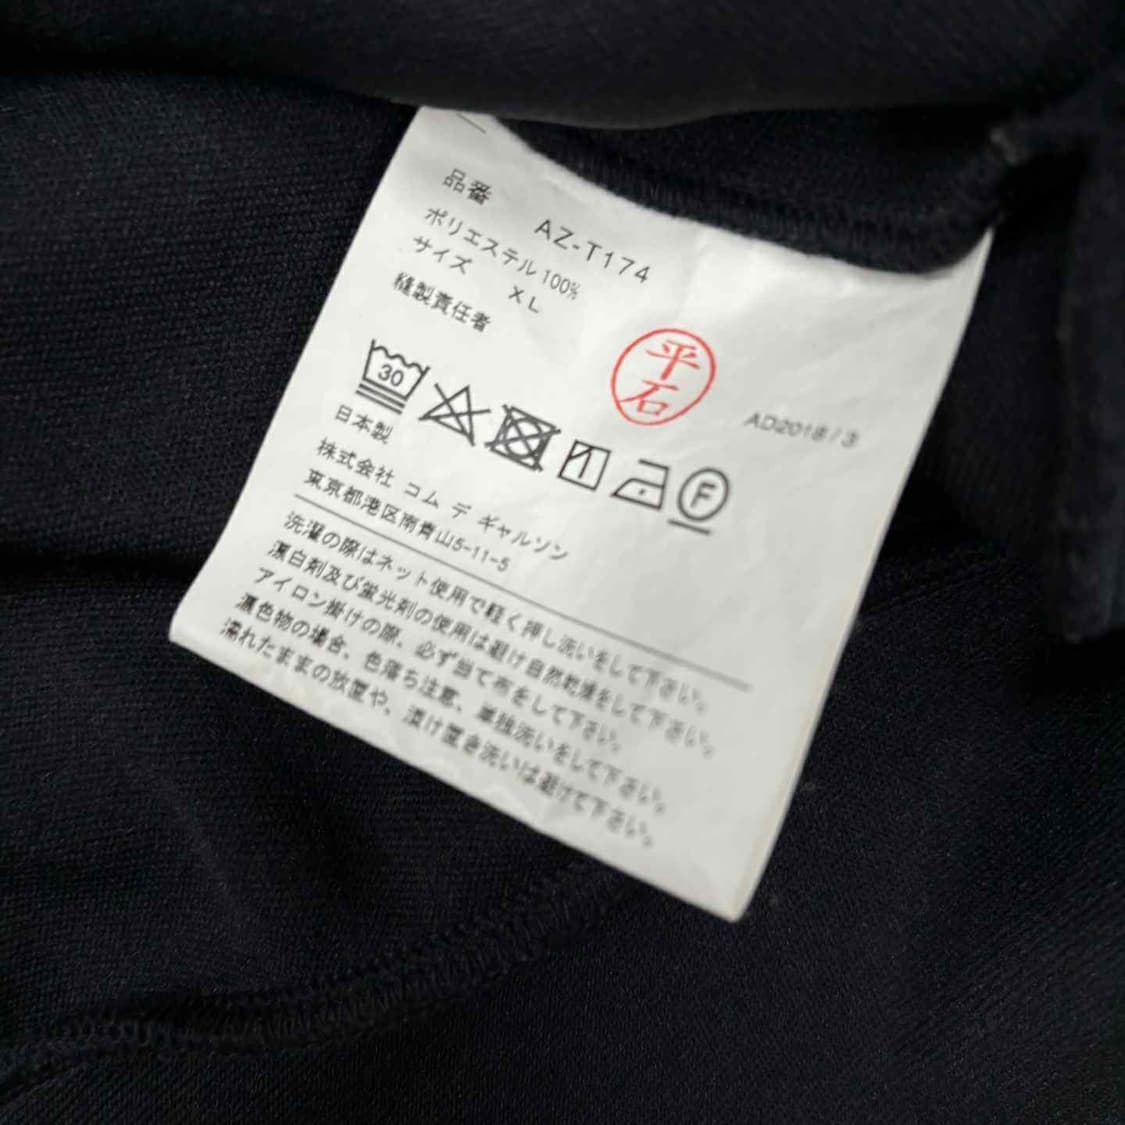 品番 AZ-T174
ポリエステル 100%
サイズ XL
縫製責任者
平石
AD2018/3
30
F
日本製
株式会社 コム デ ギャルソン
東京都港区南青山5-11-5
洗濯の際はネット使用で軽く押し洗いをして下さい。
漂白剤及び蛍光剤の使用は避け自然乾燥をして下さい。
アイロン掛けの際、必ず当て布をして下さい。
濃色物の場合、色落ち注意、単独洗いをして下さい。
濡れたままの放置や、漬け置き洗いは避けて下さい。